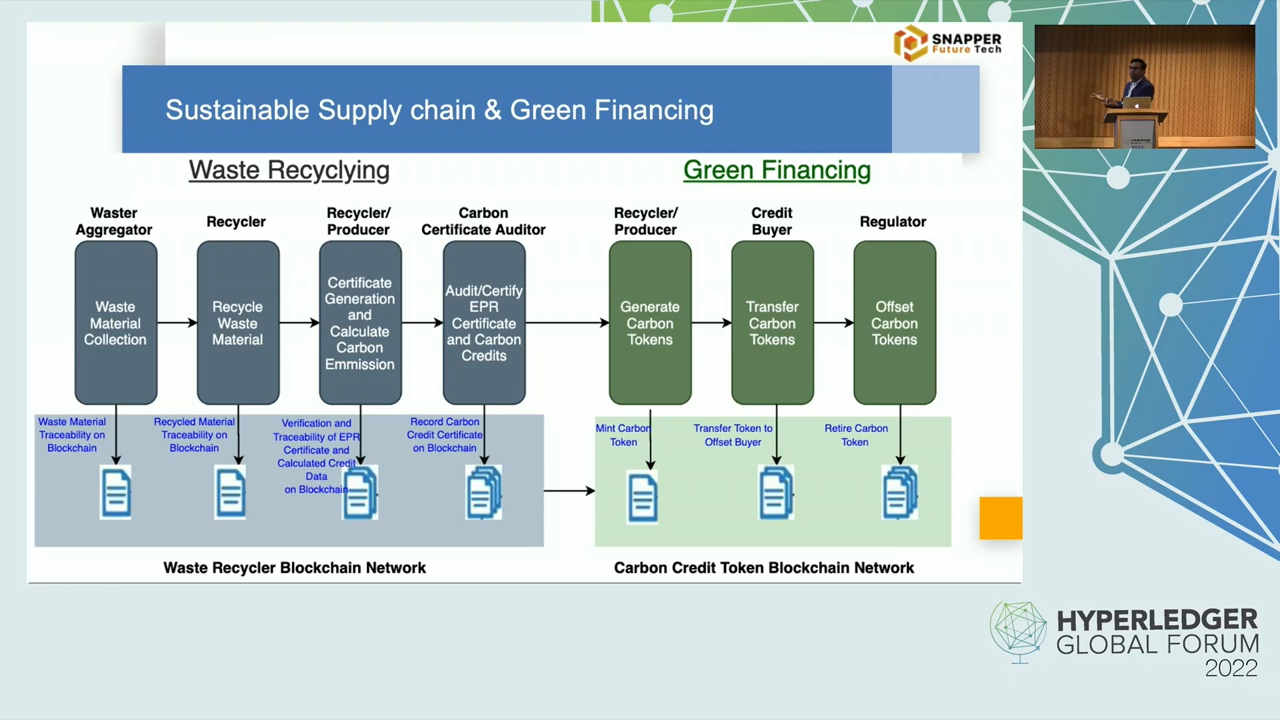 SNAPPER
Future Tech
Sustainable Supply chain & Green Financing
Waste Recyclying
Green Financing
Waster
Aggregator
Recycler
Recycler/
Producer
Carbon
Certificate Auditor
Recycler/
Producer
Credit
Buyer
Regulator
Waste
Material
Collection
Recycle
Waste
Material
Certificate
Generation
and
Calculate
Carbon
Emmission
Audit/Certify
EPR
Certificate
and Carbon
Credits
Generate
Carbon
Tokens
Transfer
Carbon
Tokens
Offset
Carbon
Tokens
Waste Material
Traceability on
Blockchain
Recycled Material
Traceability on
Blockchain
Verification and
Traceability of EPR
Certificate and
Calculated Credit
Data
on Blockchain
Record Carbon
Credit Certificate
on Blockchain
Mint Carbon
Token
Transfer Token to
Offset Buyer
Retire Carbon
Token
Waste Recycler Blockchain Network
Carbon Credit Token Blockchain Network
HYPERLEDGER
GLOBAL FORUM
2022